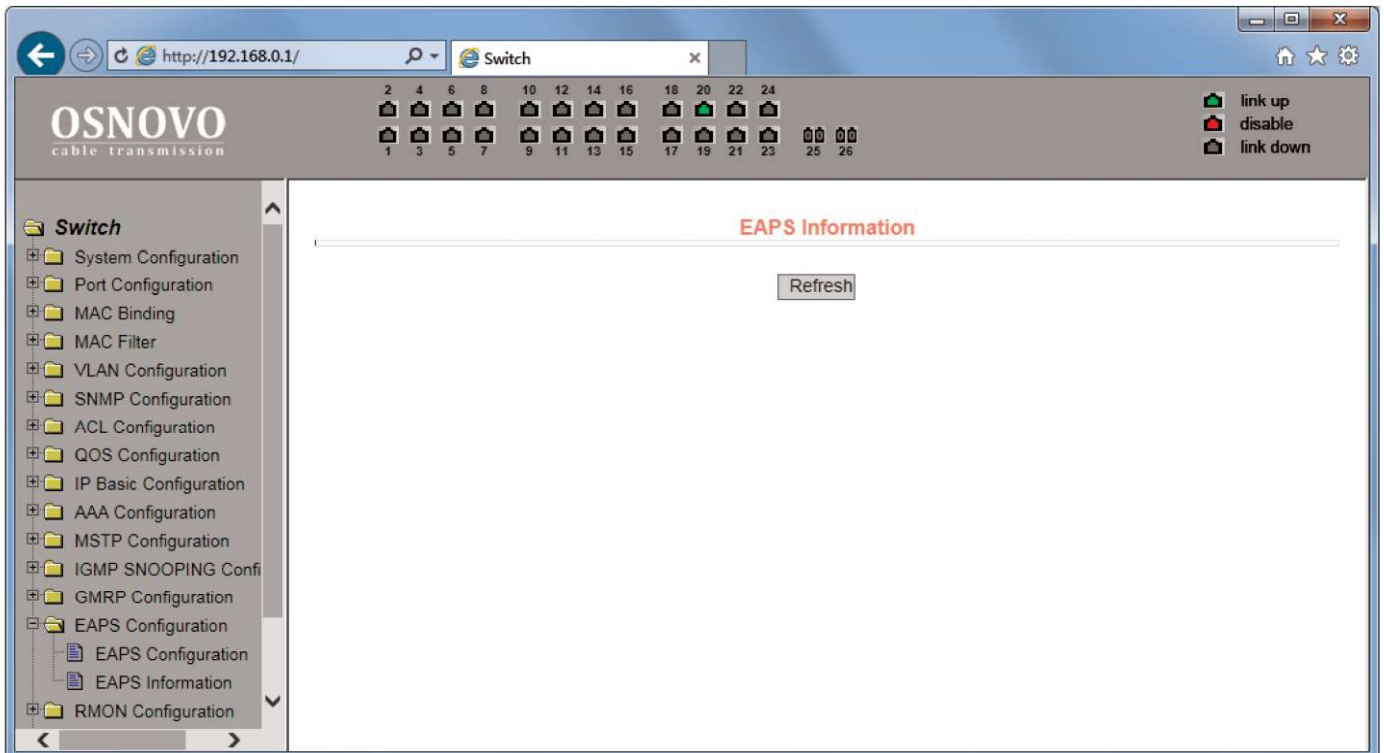 http://192.168.0.1/
Switch
OSNOVO
cable transmission
2 4 6 8 10 12 14 16 18 20 22 24
1 3 5 7 9 11 13 15 17 19 21 23 25 26
link up
disable
link down
Switch
System Configuration
Port Configuration
MAC Binding
MAC Filter
VLAN Configuration
SNMP Configuration
ACL Configuration
QOS Configuration
IP Basic Configuration
AAA Configuration
MSTP Configuration
IGMP SNOOPING Confi
GMRP Configuration
EAPS Configuration
EAPS Configuration
EAPS Information
RMON Configuration
EAPS Information
Refresh